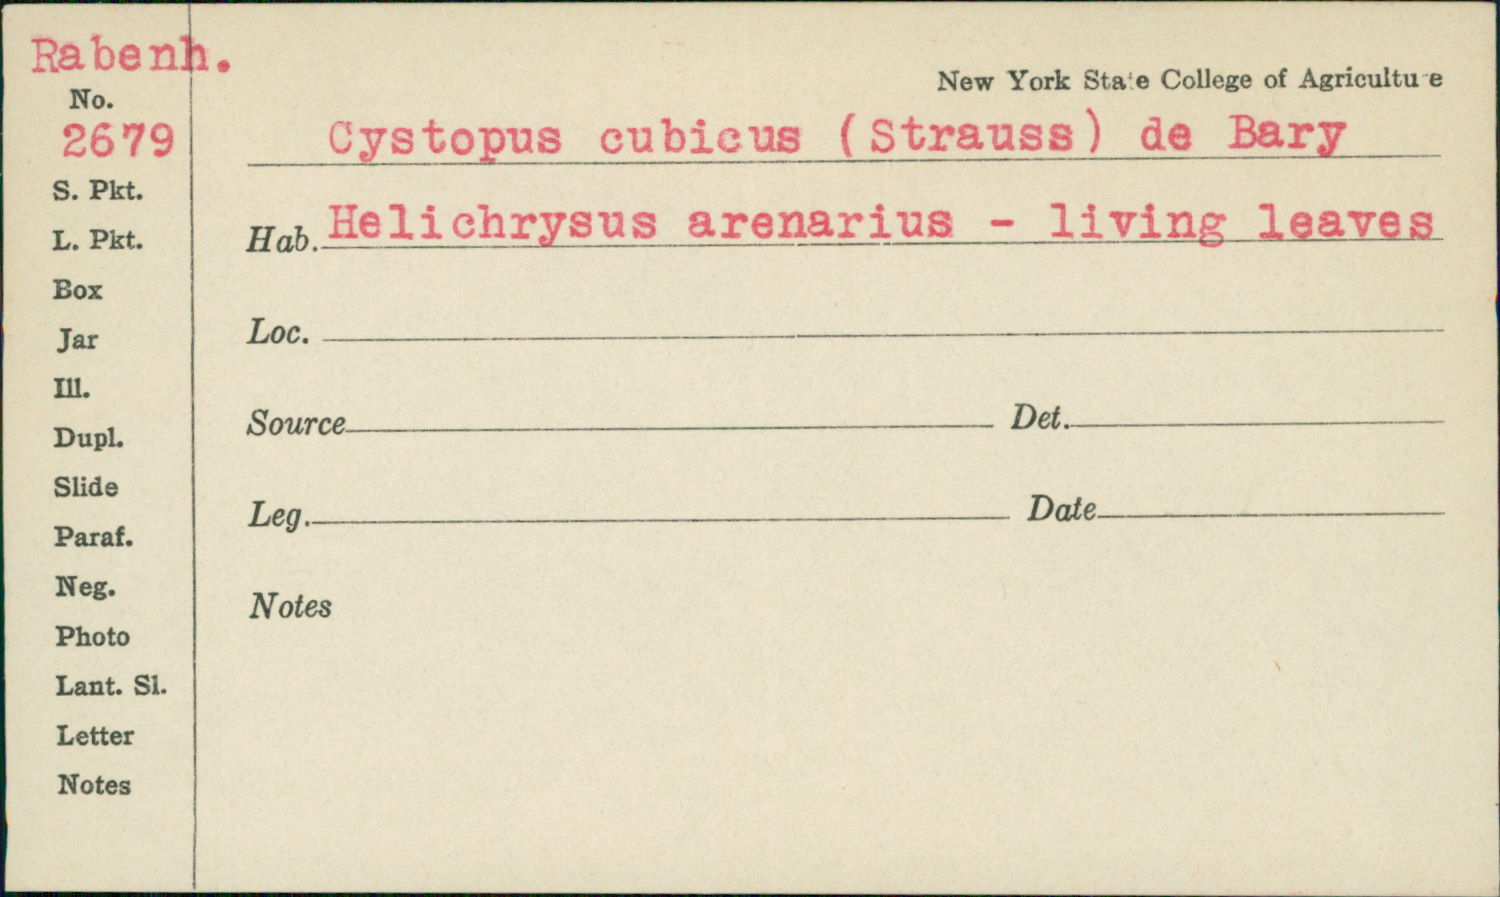 Rabenh.
New York State College of Agriculture
No.
2679
Cystopus cubicus (Strauss) de Bary
S. Pkt.
Hab. Helichrysus arenarius - living leaves
L. Pkt.
Box
Loc.
Jar
Ill.
Source Det.
Dupl.
Slide
Leg. Date
Paraf.
Neg.
Notes
Photo
Lant. Sl.
Letter
Notes